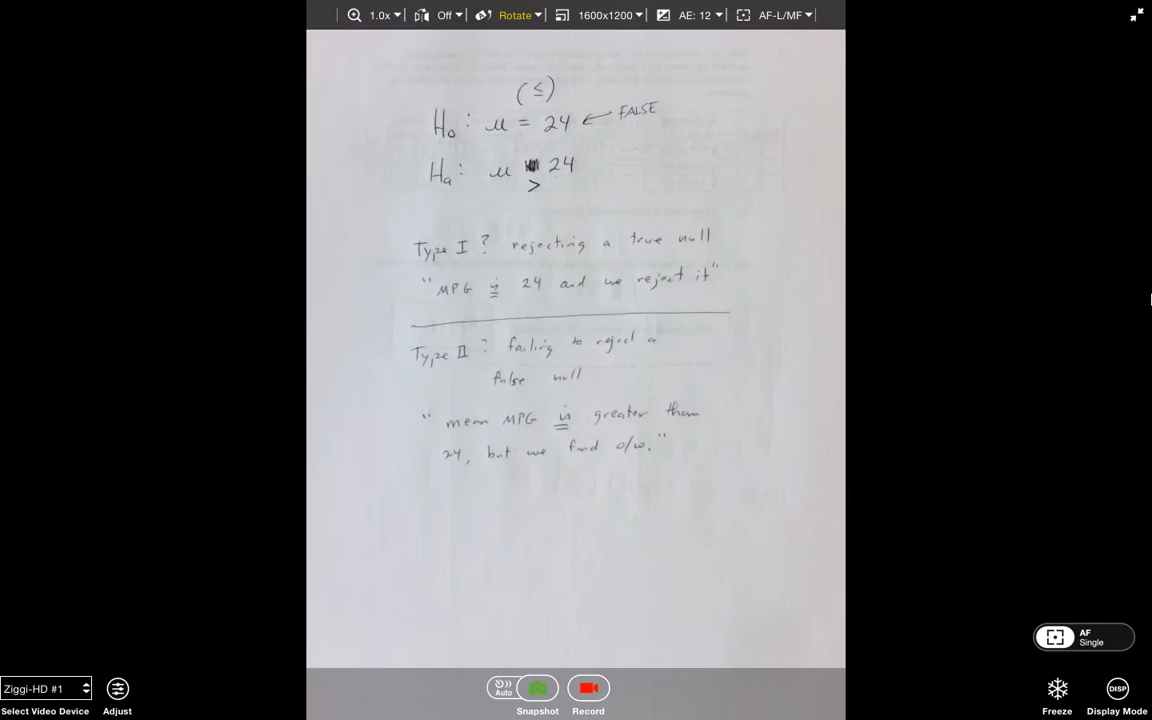 1.0x
Off
Rotate
1600x1200
AE: 12
AF-L/MF
(≤)
H₀: μ = 24 ← FALSE
Hₐ: μ 24
>
Type I? rejecting a true null
"MPG is 24 and we reject it"
Type II? failing to reject a
false null
"mean MPG is greater than
24, but we find o/w."
AF
Single
Ziggi-HD #1
Auto
DISP
Select Video Device
Adjust
Snapshot
Record
Freeze
Display Mode